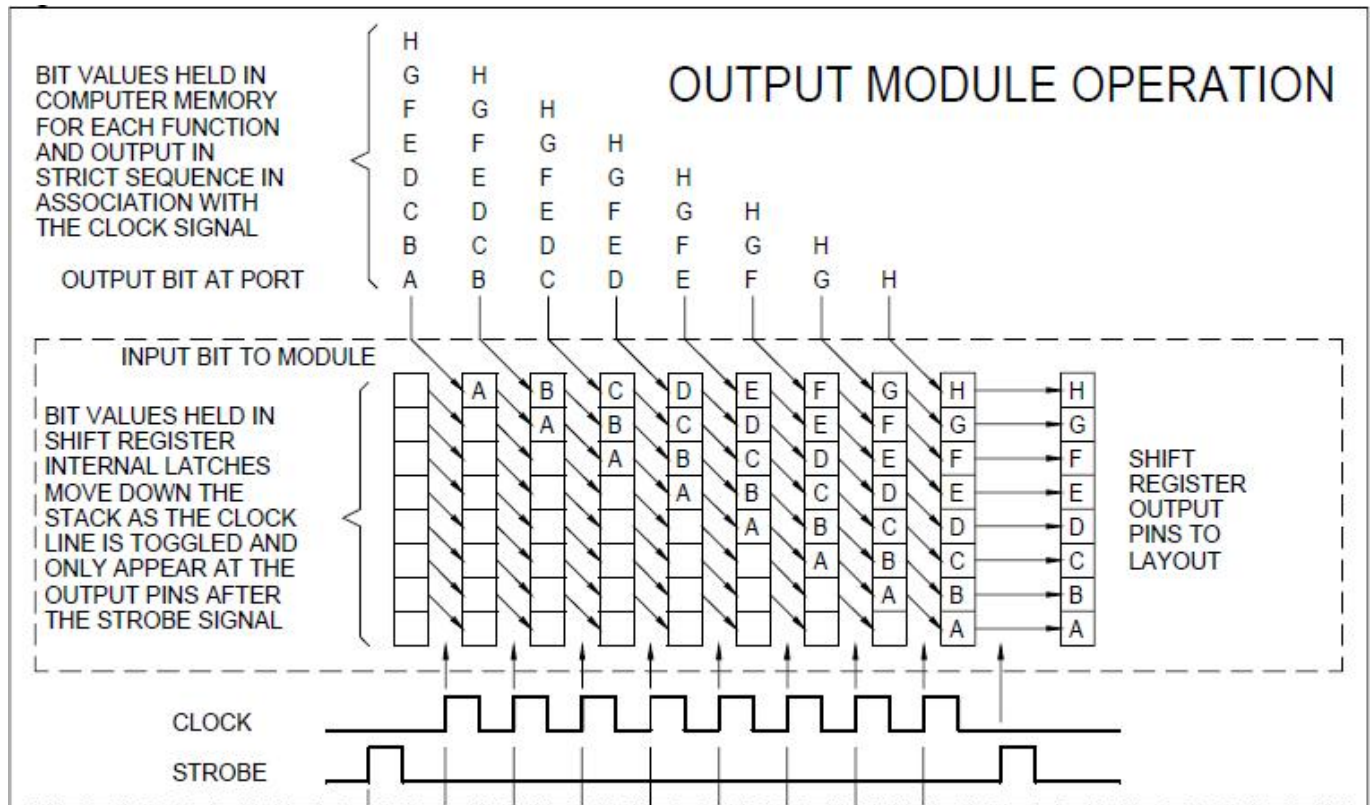 OUTPUT MODULE OPERATION
BIT VALUES HELD IN
COMPUTER MEMORY
FOR EACH FUNCTION
AND OUTPUT IN
STRICT SEQUENCE IN
ASSOCIATION WITH
THE CLOCK SIGNAL
OUTPUT BIT AT PORT
H
G H
F G H
E F G H
D E F G H
C D E F G H
B C D E F G H
A B C D E F G H
INPUT BIT TO MODULE
BIT VALUES HELD IN
SHIFT REGISTER
INTERNAL LATCHES
MOVE DOWN THE
STACK AS THE CLOCK
LINE IS TOGGLED AND
ONLY APPEAR AT THE
OUTPUT PINS AFTER
THE STROBE SIGNAL
A B C D E F G H H
A B C D E F G G
A B C D E F F
A B C D E E
A B C D D
A B C C
A B B
A A
SHIFT
REGISTER
OUTPUT
PINS TO
LAYOUT
CLOCK
STROBE